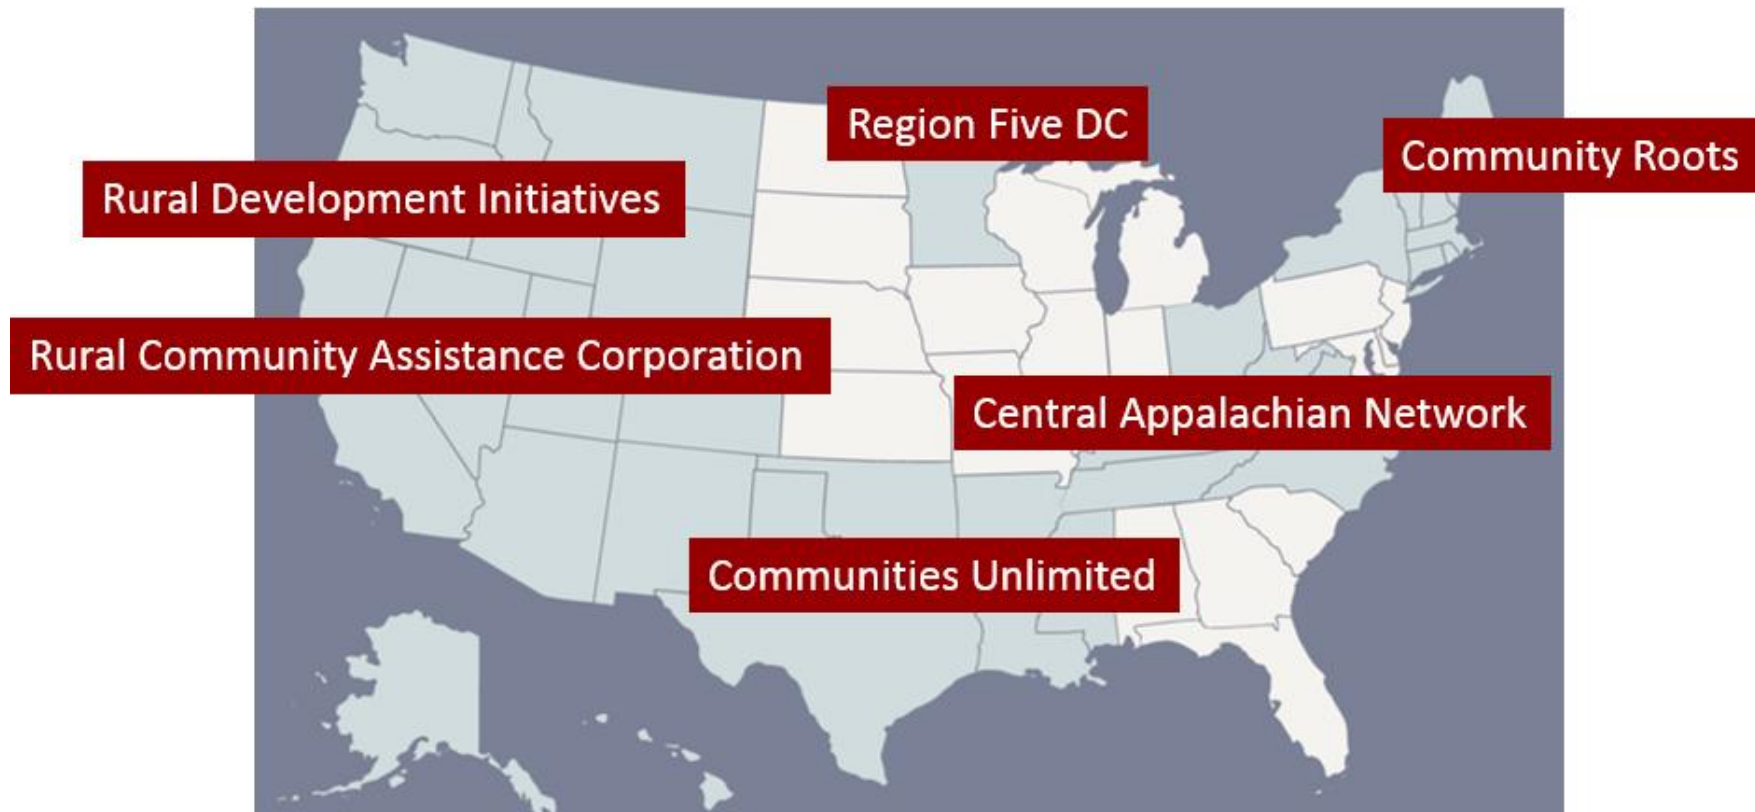 Region Five DC
Community Roots
Rural Development Initiatives
Rural Community Assistance Corporation
Central Appalachian Network
Communities Unlimited